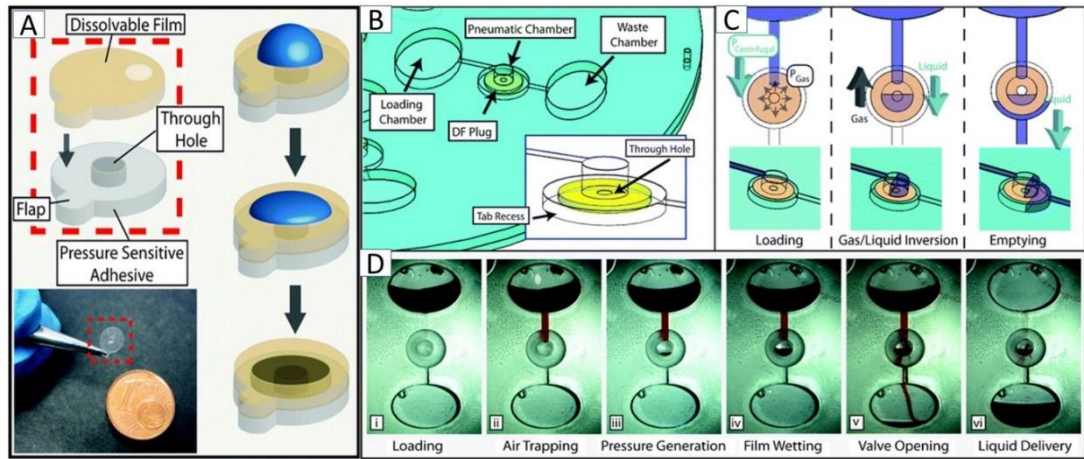 A
Dissolvable Film
Through
Hole
Flap
Pressure Sensitive
Adhesive
B
Pneumatic Chamber
Waste
Chamber
Loading
Chamber
DF Plug
Through Hole
Tab Recess
C
P Centrifugal
P Gas
Liquid
Gas
Liquid
Loading
Gas/Liquid Inversion
Emptying
D
i
ii
iii
iv
v
vi
Loading
Air Trapping
Pressure Generation
Film Wetting
Valve Opening
Liquid Delivery